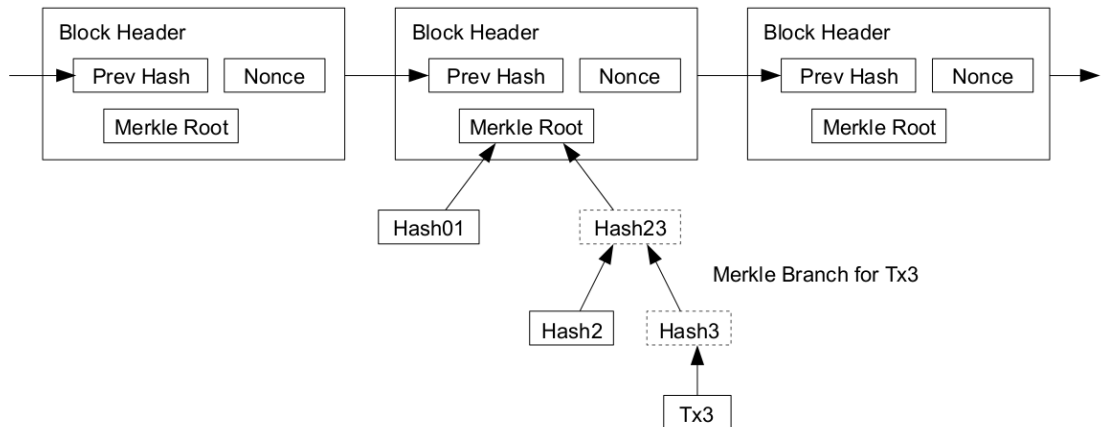 Block Header
Prev Hash
Nonce
Merkle Root
Block Header
Prev Hash
Nonce
Merkle Root
Block Header
Prev Hash
Nonce
Merkle Root
Hash01
Hash23
Merkle Branch for Tx3
Hash2
Hash3
Tx3